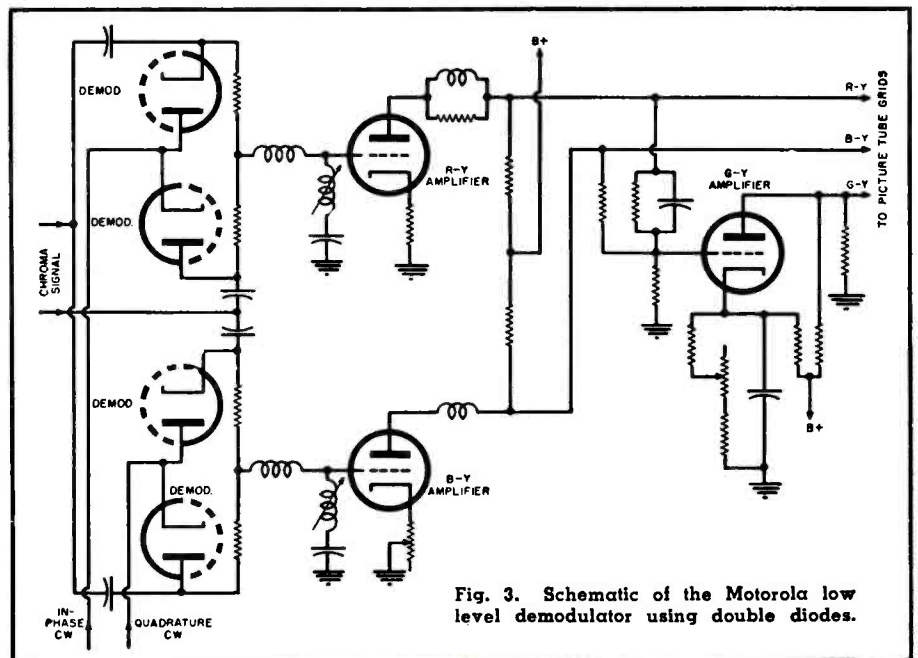 B+
R-Y
B-Y
G-Y
TO PICTURE TUBE GRIDS
DEMOD
DEMOD.
R-Y
AMPLIFIER
G-Y
AMPLIFIER
CHROMA
SIGNAL
DEMOD
DEMOD.
B-Y
AMPLIFIER
B+
IN-
PHASE
CW
QUADRATURE
CW
Fig. 3. Schematic of the Motorola low
level demodulator using double diodes.